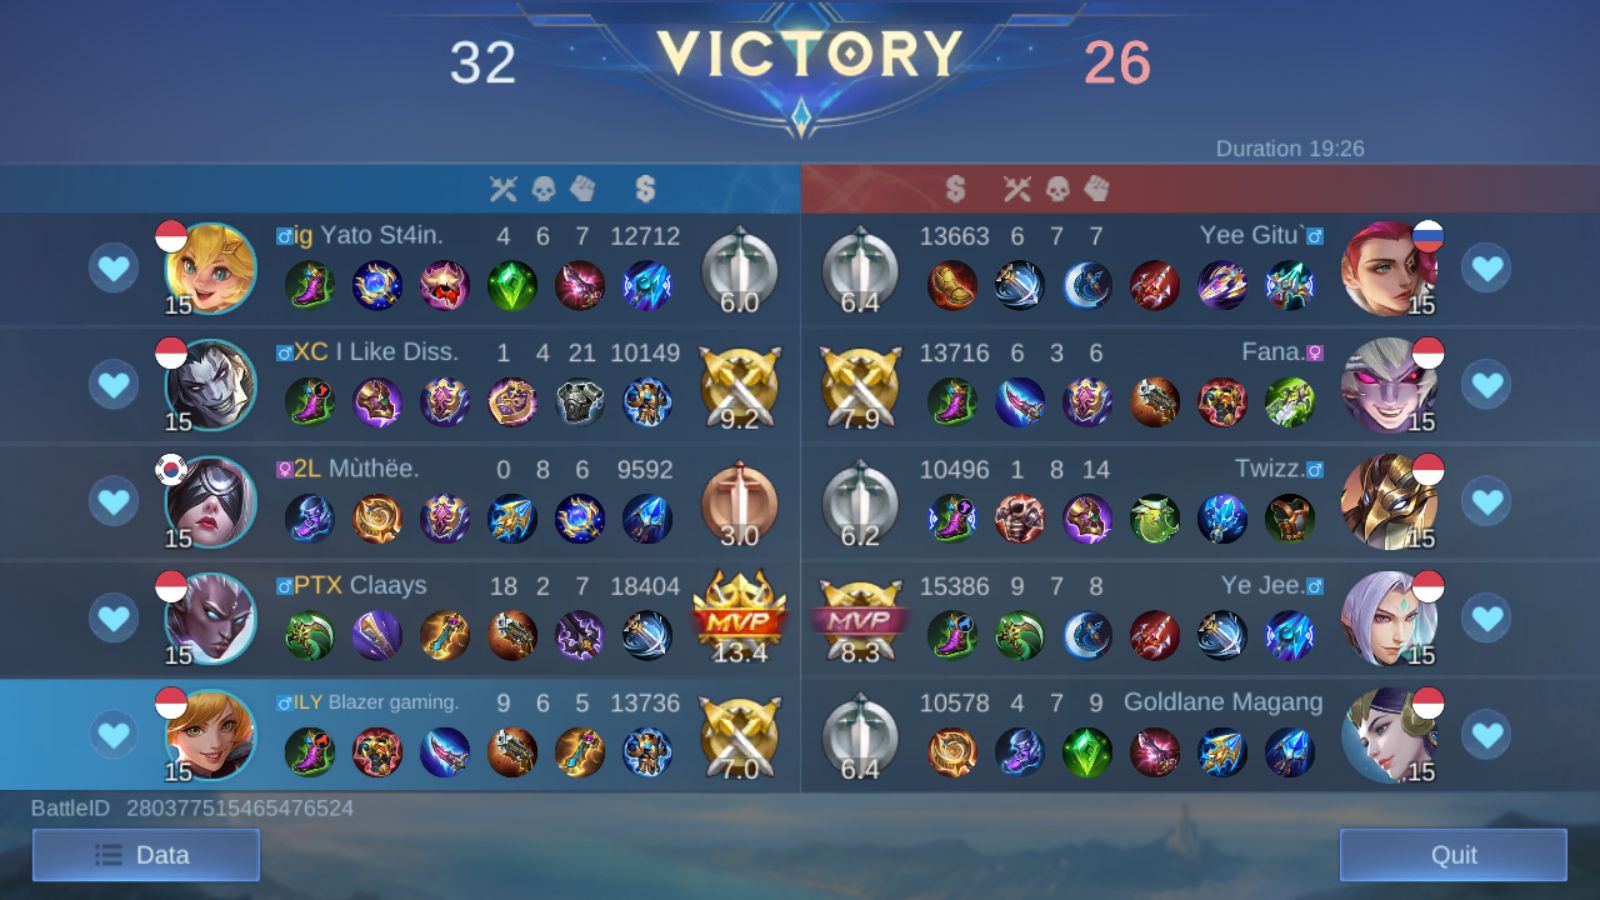 32 VICTORY 26
Duration 19:26
ig Yato St4in. 4 6 7 12712
15 6.0
13663 6 7 7 Yee Gitu`
6.4 15
XC I Like Diss. 1 4 21 10149
15 9.2
13716 6 3 6 Fana.
7.9 15
2L Mùthëe. 0 8 6 9592
15 3.0
10496 1 8 14 Twizz.
6.2 15
PTX Claays 18 2 7 18404
15 MVP 13.4
15386 9 7 8 Ye Jee.
MVP 8.3 15
ILY Blazer gaming. 9 6 5 13736
15 7.0
10578 4 7 9 Goldlane Magang
6.4 15
BattleID 280377515465476524
Data
Quit